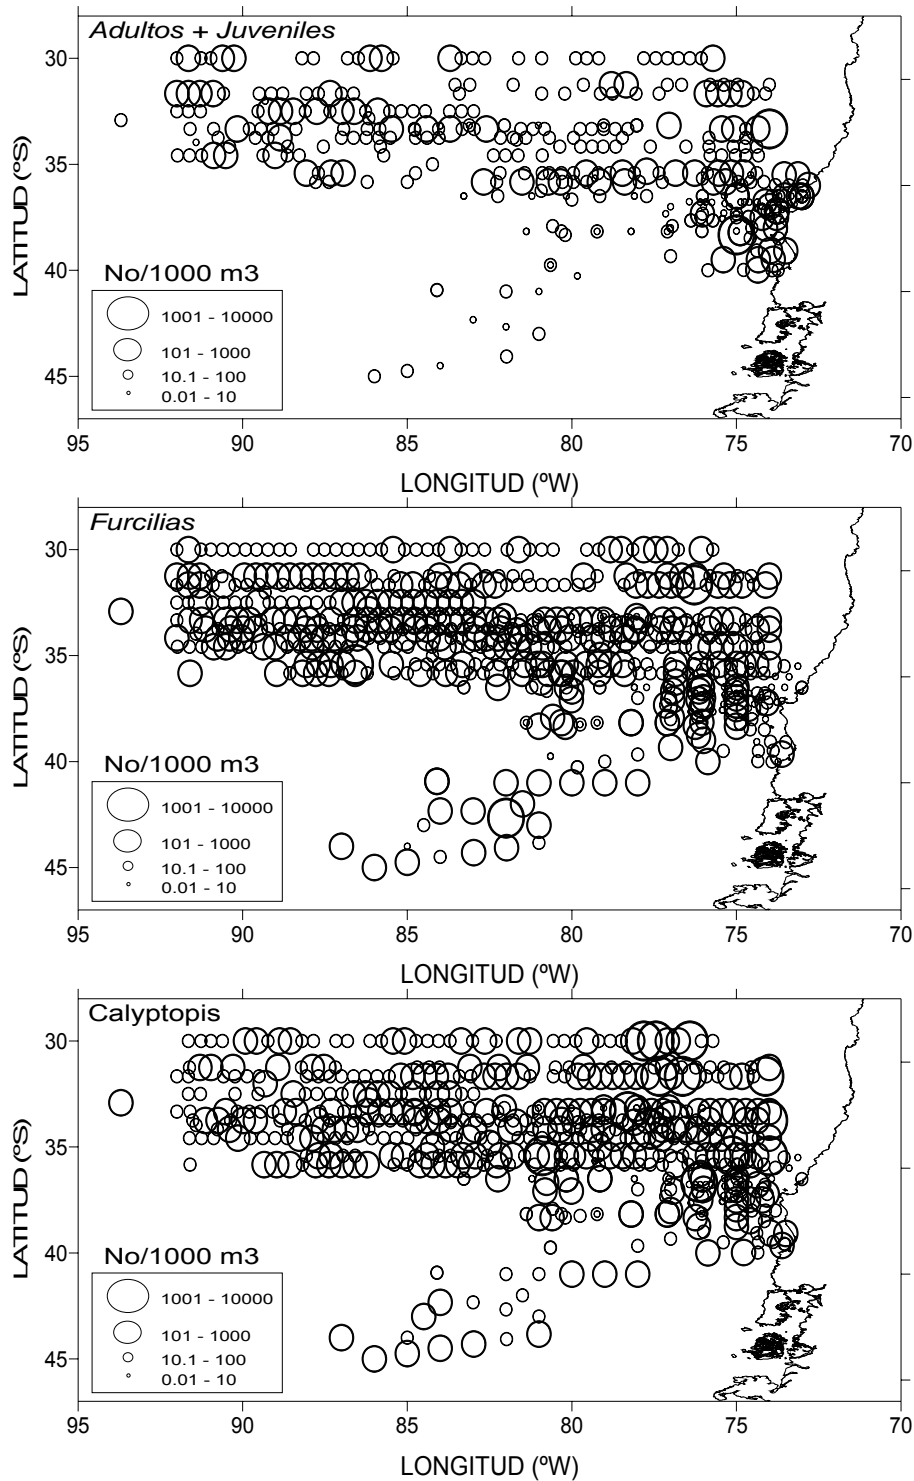 Adultos + Juveniles
30
35
40
45
LATITUD (ºS)
No/1000 m3
1001 - 10000
101 - 1000
10.1 - 100
0.01 - 10
95 90 85 80 75 70
LONGITUD (ºW)
Furcilias
30
35
40
45
LATITUD (ºS)
No/1000 m3
1001 - 10000
101 - 1000
10.1 - 100
0.01 - 10
95 90 85 80 75 70
LONGITUD (ºW)
Calyptopis
30
35
40
45
LATITUD (ºS)
No/1000 m3
1001 - 10000
101 - 1000
10.1 - 100
0.01 - 10
95 90 85 80 75 70
LONGITUD (ºW)